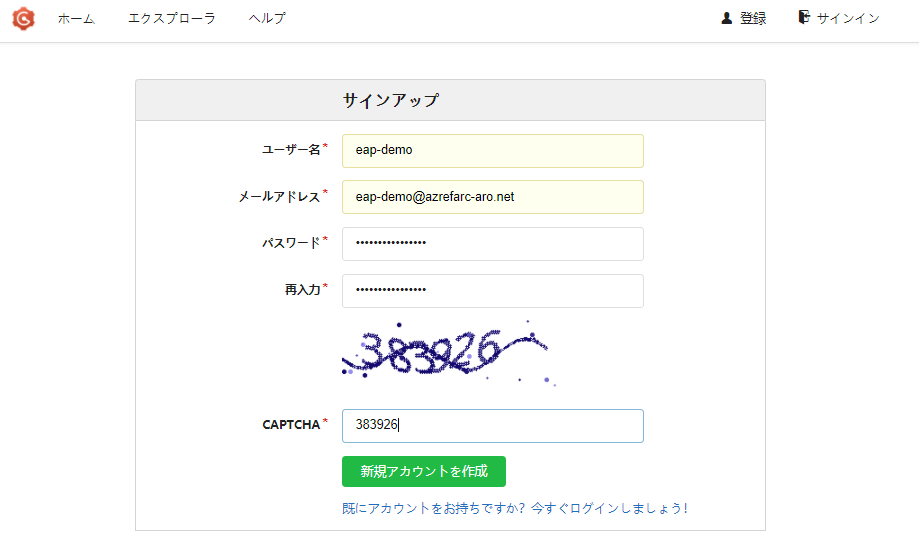 ホーム エクスプローラ ヘルプ 登録 サインイン
サインアップ
ユーザー名* eap-demo
メールアドレス* eap-demo@azrefarc-aro.net
パスワード* ••••••••••••••••
再入力* ••••••••••••••••
383926
CAPTCHA* 383926
新規アカウントを作成
既にアカウントをお持ちですか? 今すぐログインしましょう!